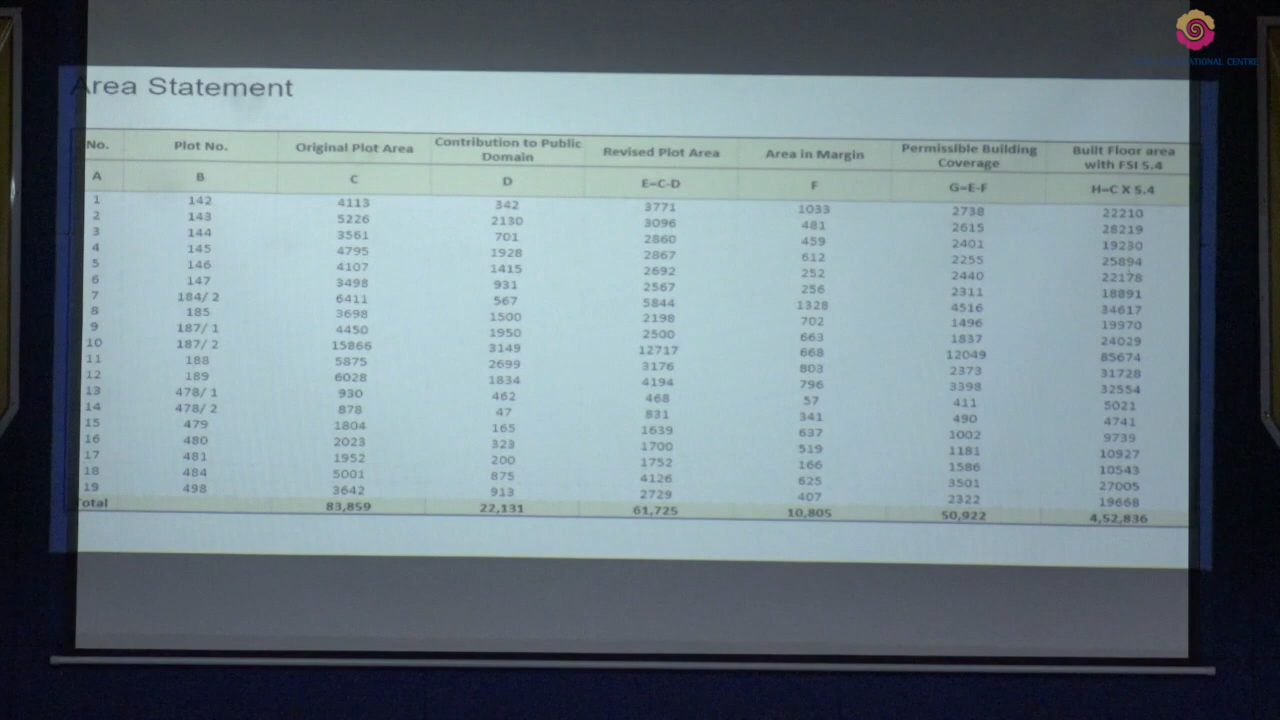 NATIONAL CENTRE
Area Statement
No. Plot No. Original Plot Area Contribution to Public Domain Revised Plot Area Area in Margin Permissible Building Coverage Built Floor area with FSI 5.4
A B C D E=C-D F G=E-F H=C X 5.4
1 142 4113 342 3771 1033 2738 22210
2 143 5226 2130 3096 481 2615 28219
3 144 3561 701 2860 459 2401 19230
4 145 4795 1928 2867 612 2255 25894
5 146 4107 1415 2692 252 2440 22178
6 147 3498 931 2567 256 2311 18891
7 184/ 2 6411 567 5844 1328 4516 34617
8 185 3698 1500 2198 702 1496 19970
9 187/ 1 4450 1950 2500 663 1837 24029
10 187/ 2 15866 3149 12717 668 12049 85674
11 188 5875 2699 3176 803 2373 31728
12 189 6028 1834 4194 796 3398 32554
13 478/ 1 930 462 468 57 411 5021
14 478/ 2 878 47 831 341 490 4741
15 479 1804 165 1639 637 1002 9739
16 480 2023 323 1700 519 1181 10927
17 481 1952 200 1752 166 1586 10543
18 484 5001 875 4126 625 3501 27005
19 498 3642 913 2729 407 2322 19668
Total 83,859 22,131 61,725 10,805 50,922 4,52,836